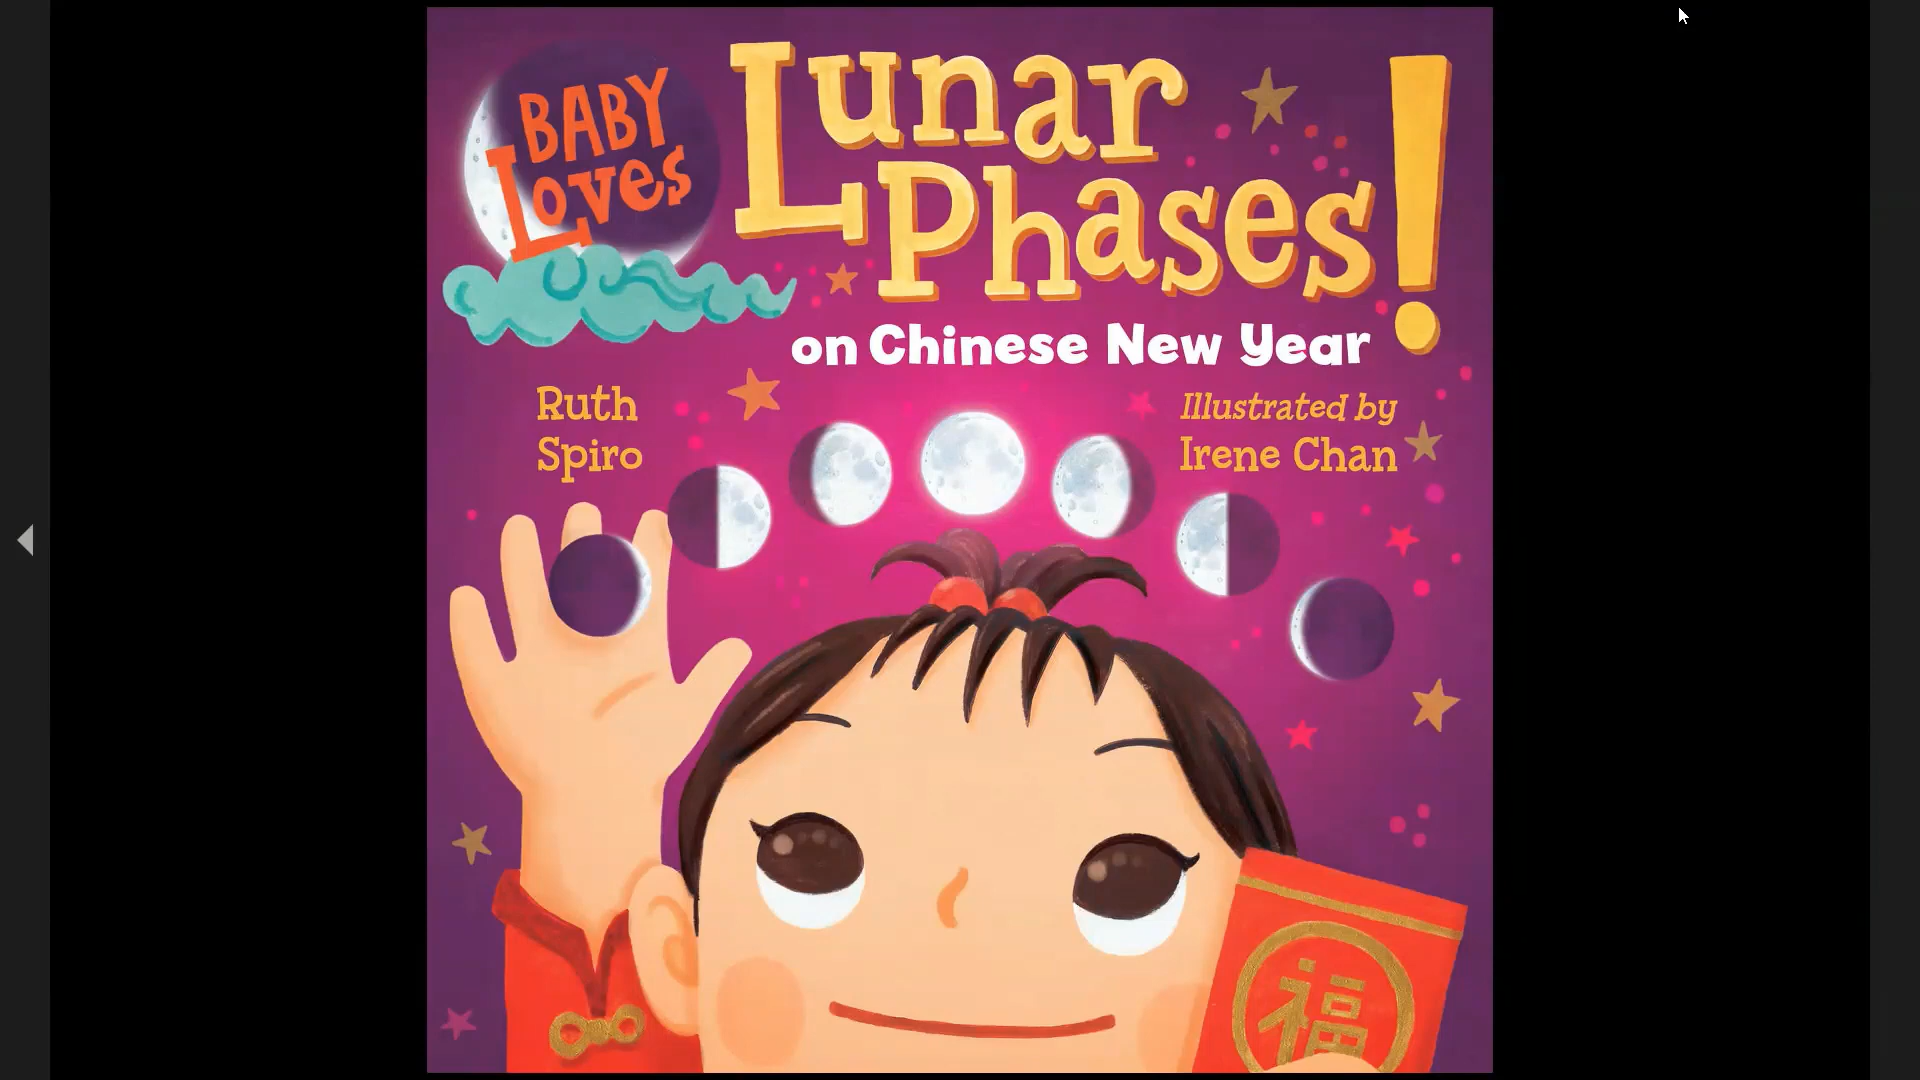 BABY
Loves
Lunar
Phases!
on Chinese New Year
Ruth
Spiro
Illustrated by
Irene Chan
福